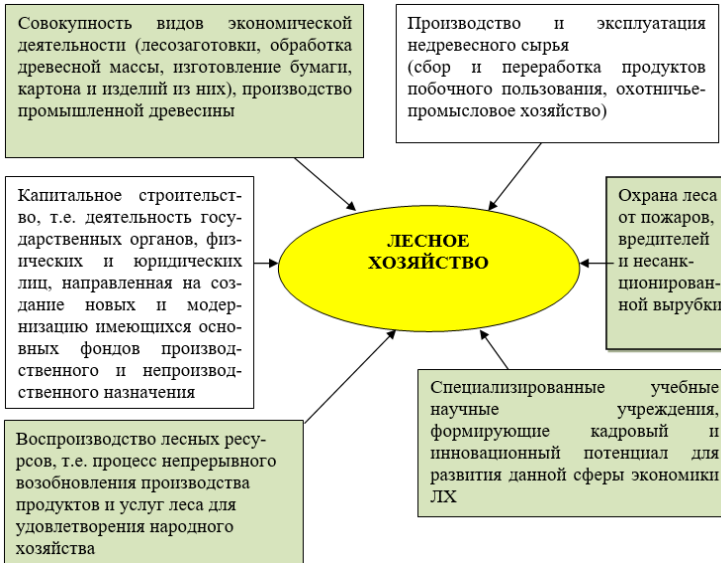 Совокупность видов экономической
деятельности (лесозаготовки, обработка
древесной массы, изготовление бумаги,
картона и изделий из них), производство
промышленной древесины
Производство и эксплуатация
недревесного сырья
(сбор и переработка продуктов
побочного пользования, охотничье-
промысловое хозяйство)
Капитальное строительст-
во, т.е. деятельность госу-
дарственных органов, физ-
ических и юридических
лиц, направленная на соз-
дание новых и модер-
низацию имеющихся осно-
вных фондов производ-
ственного и непроизвод-
ственного назначения
ЛЕСНОЕ
ХОЗЯЙСТВО
Охрана леса
от пожаров,
вредителей
и несанк-
ционирован-
ной вырубки
Воспроизводство лесных ресу-
рсов, т.е. процесс непрерывного
возобновления производства
продуктов и услуг леса для
удовлетворения народного
хозяйства
Специализированные учебные
научные учреждения,
формирующие кадровый и
инновационный потенциал для
развития данной сферы экономики
ЛХ